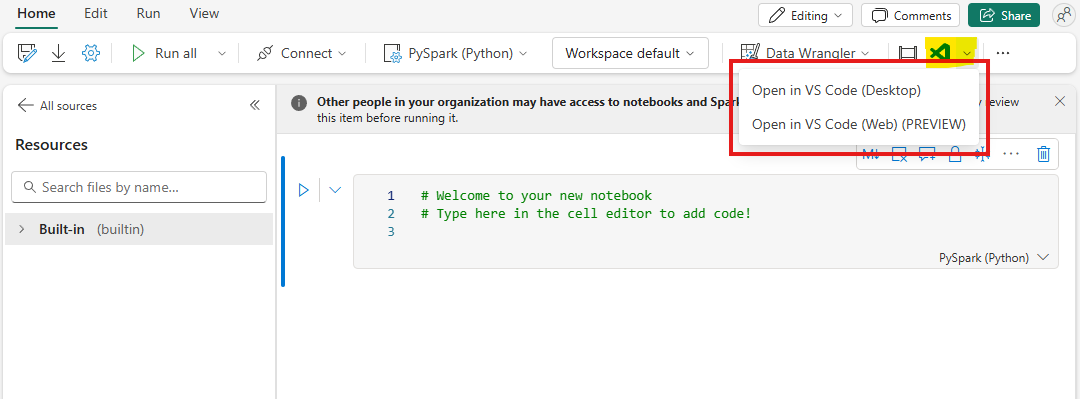 Home Edit Run View Editing Comments Share
Run all Connect PySpark (Python) Workspace default Data Wrangler ...
Open in VS Code (Desktop)
Open in VS Code (Web) (PREVIEW)
All sources
Resources
Search files by name...
Built-in (builtin)
Other people in your organization may have access to notebooks and Spar review
this item before running it.
M↓ ...
1 # Welcome to your new notebook
2 # Type here in the cell editor to add code!
3
PySpark (Python)